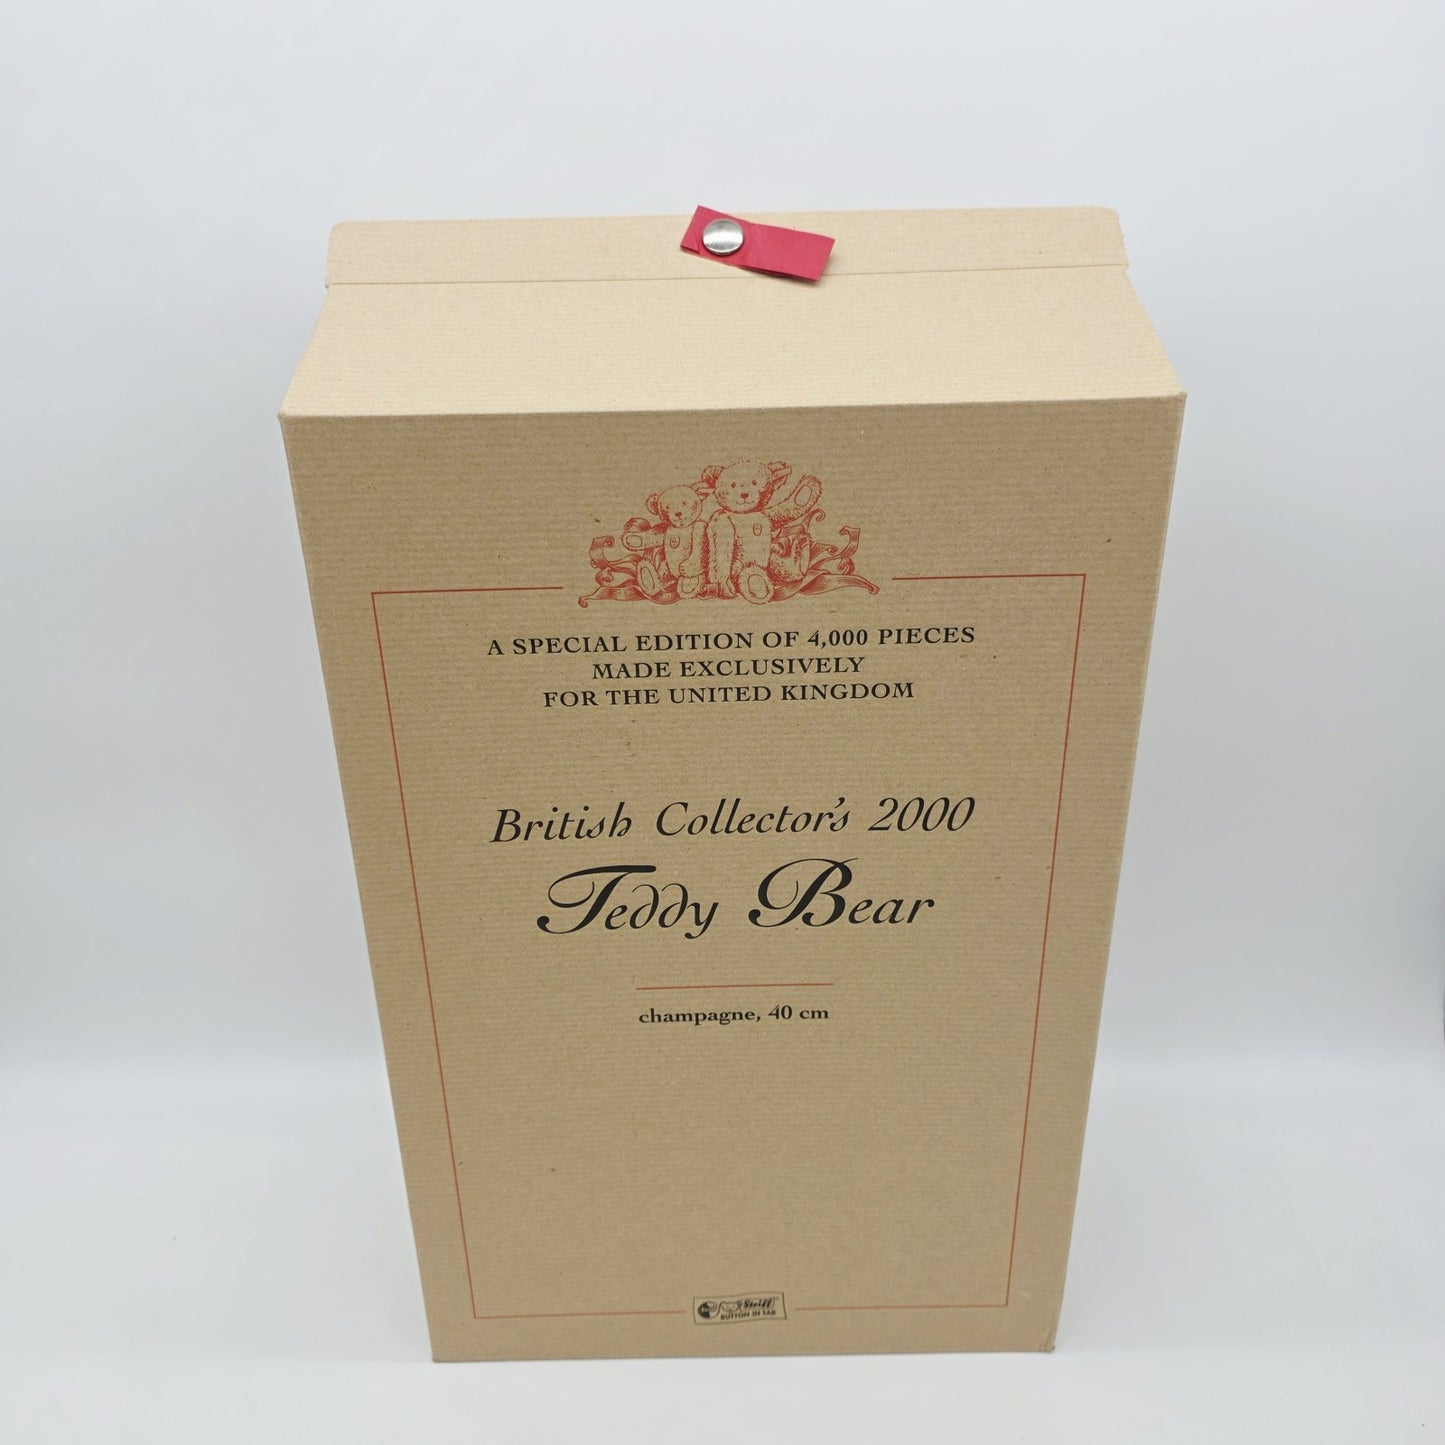 A SPECIAL EDITION OF 4,000 PIECES
MADE EXCLUSIVELY
FOR THE UNITED KINGDOM
British Collector's 2000
Teddy Bear
champagne, 40 cm
Steiff
BUTTON IN EAR